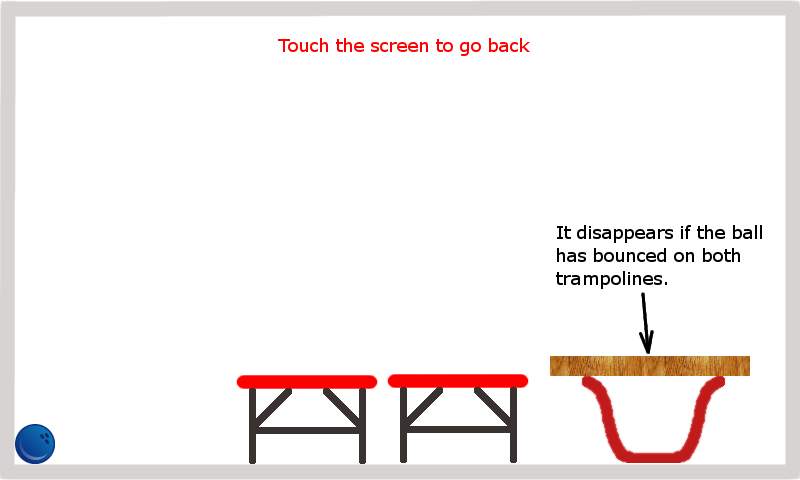 Touch the screen to go back
It disappears if the ball
has bounced on both
trampolines.